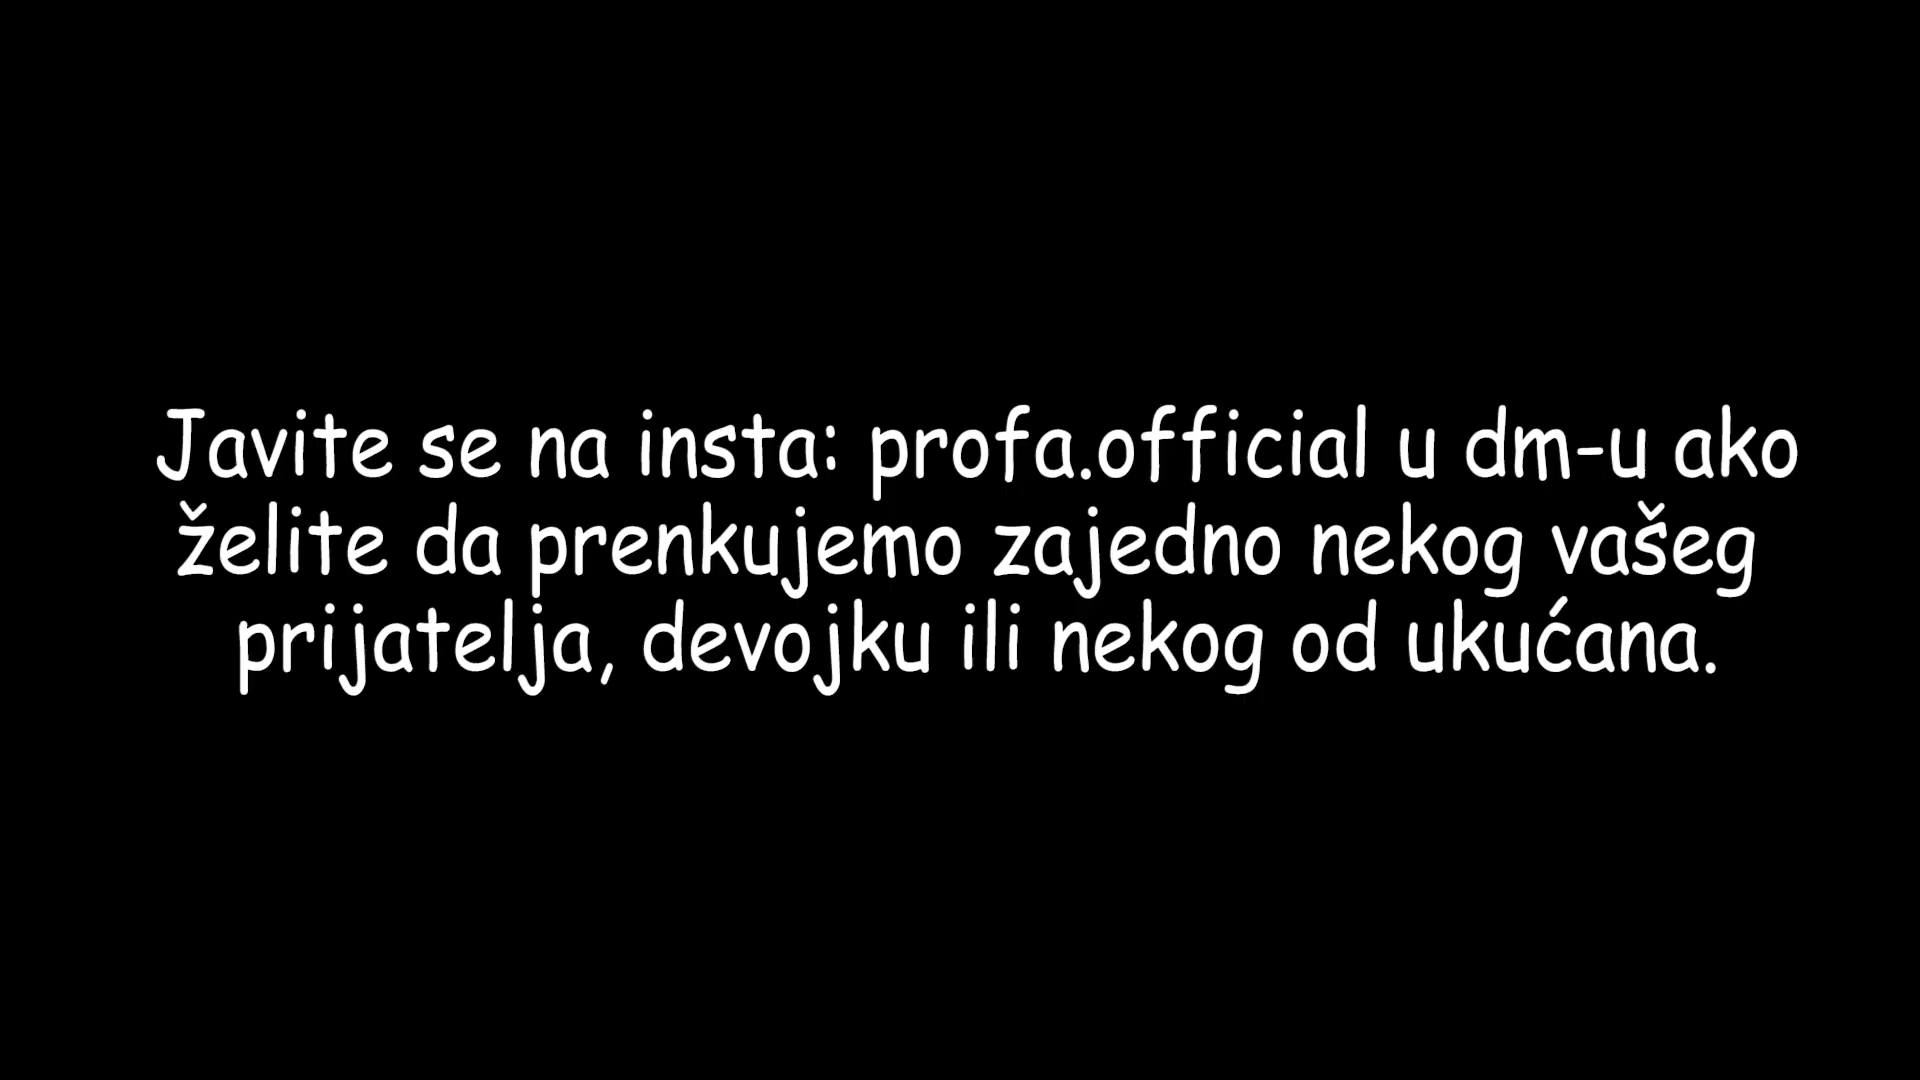 Javite se na insta: profa.official u dm-u ako
želite da prenkujemo zajedno nekog vašeg
prijatelja, devojku ili nekog od ukućana.